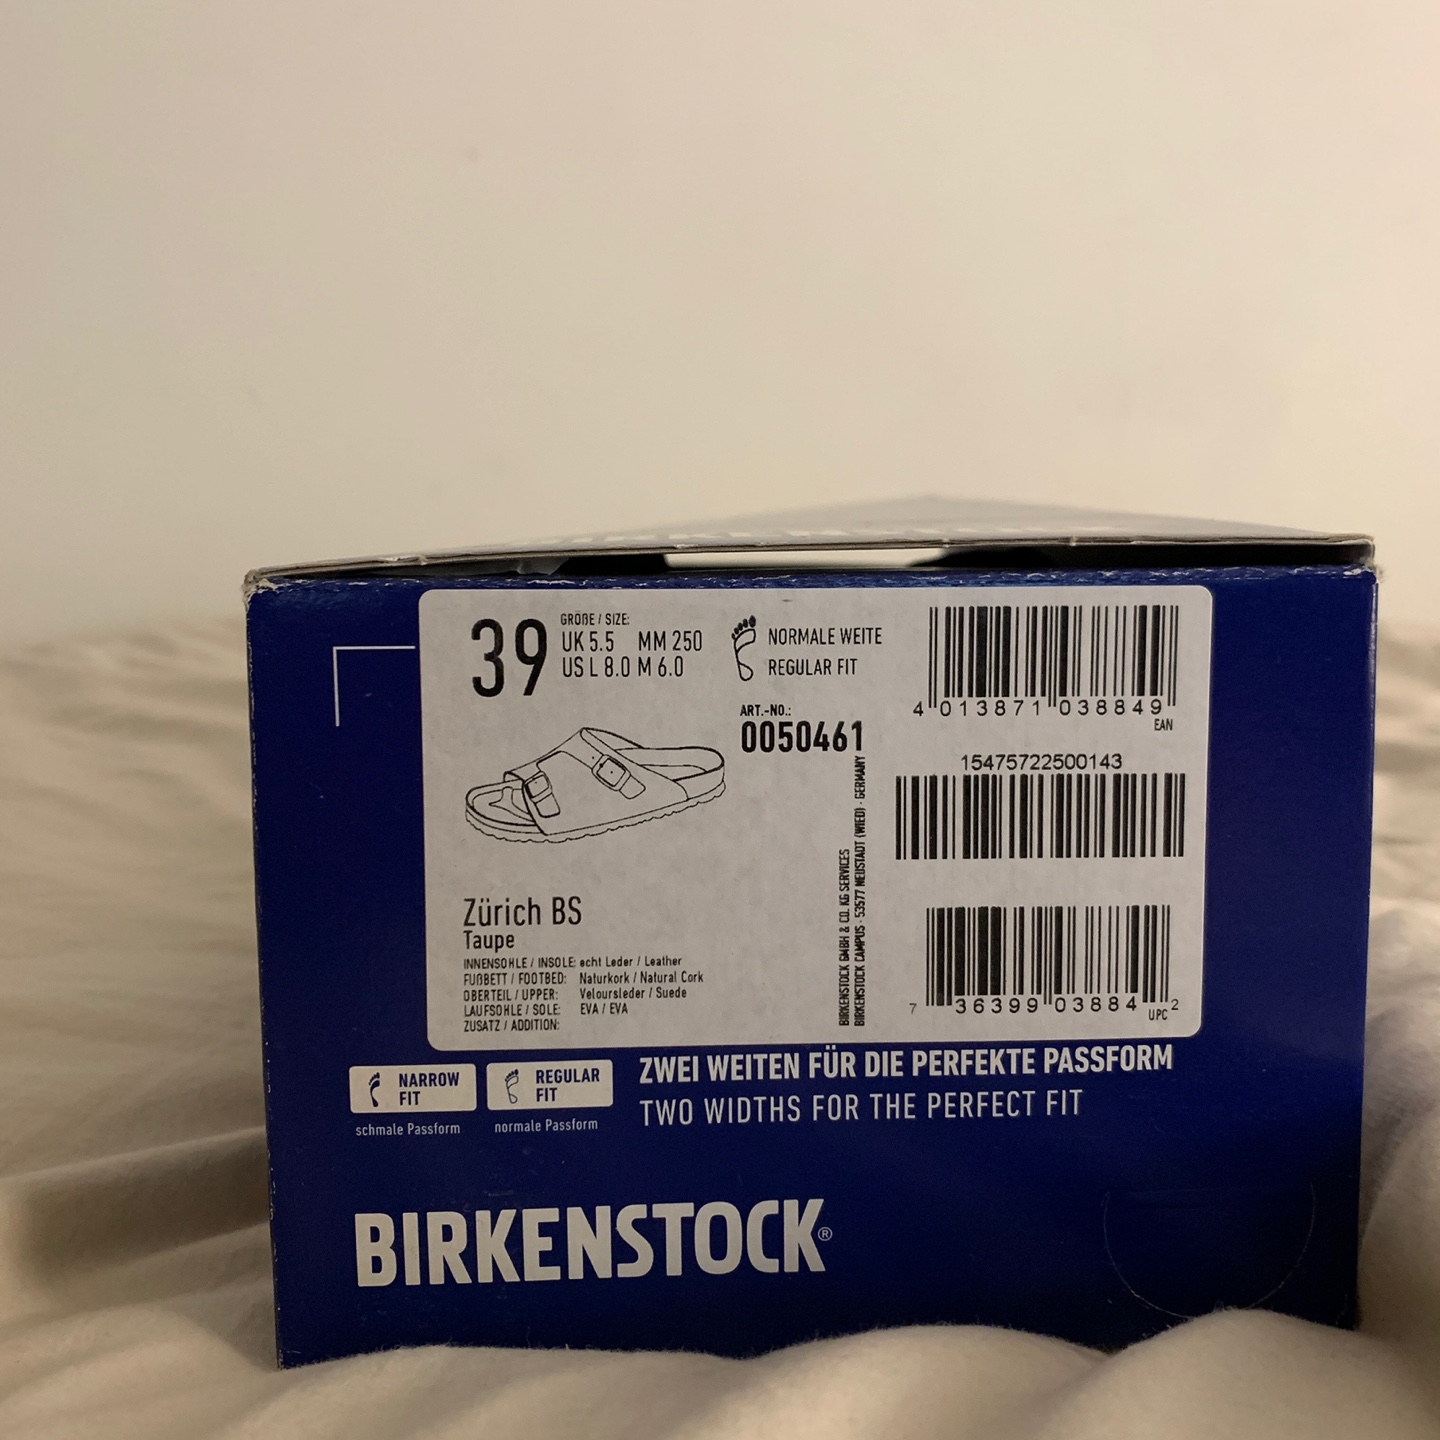 39
GRÖßE / SIZE:
UK 5.5 MM 250
US L 8.0 M 6.0
NORMALE WEITE
REGULAR FIT
ART.-NO.:
0050461
4 013871 038849
EAN
15475722500143
7 36399 03884 2
UPC
BIRKENSTOCK GMBH & CO. KG SERVICES
BIRKENSTOCK CAMPUS · 53577 NEUSTADT (WIED) · GERMANY
Zürich BS
Taupe
INNENSOHLE / INSOLE: echt Leder / Leather
FUßBETT / FOOTBED: Naturkork / Natural Cork
OBERTEIL / UPPER: Veloursleder / Suede
LAUFSOHLE / SOLE: EVA / EVA
ZUSATZ / ADDITION:
NARROW
FIT
schmale Passform
REGULAR
FIT
normale Passform
ZWEI WEITEN FÜR DIE PERFEKTE PASSFORM
TWO WIDTHS FOR THE PERFECT FIT
BIRKENSTOCK®